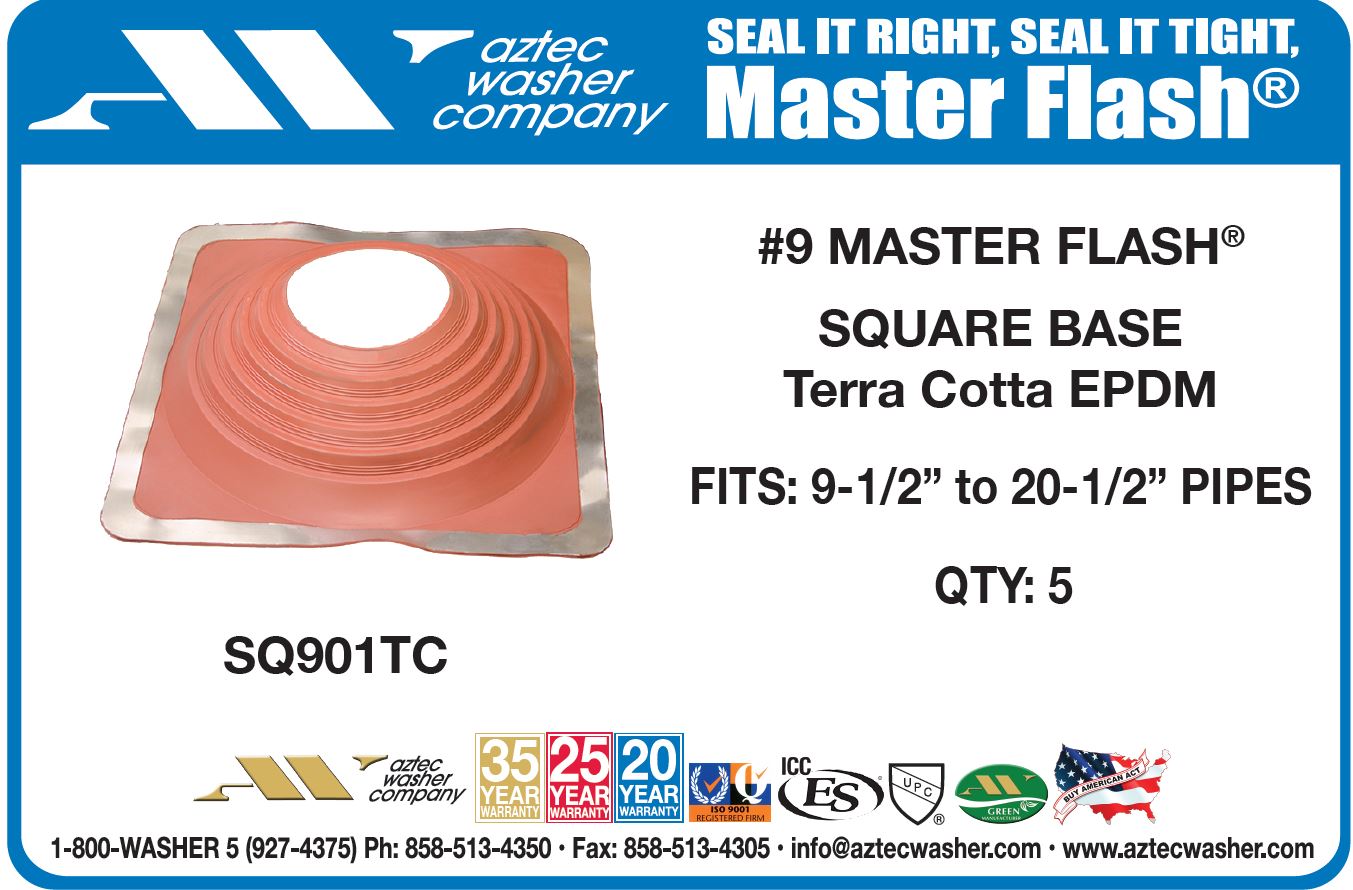 aztec
washer
company
SEAL IT RIGHT, SEAL IT TIGHT,
Master Flash®
#9 MASTER FLASH®
SQUARE BASE
Terra Cotta EPDM
FITS: 9-1/2” to 20-1/2” PIPES
QTY: 5
SQ901TC
aztec
washer
company
35
YEAR
WARRANTY
25
YEAR
WARRANTY
20
YEAR
WARRANTY
Q
ISO 9001
REGISTERED FIRM
ICC
ES®
UPC®
GREEN
MANUFACTURER
BUY AMERICAN ACT
1-800-WASHER 5 (927-4375) Ph: 858-513-4350 · Fax: 858-513-4305 · info@aztecwasher.com · www.aztecwasher.com